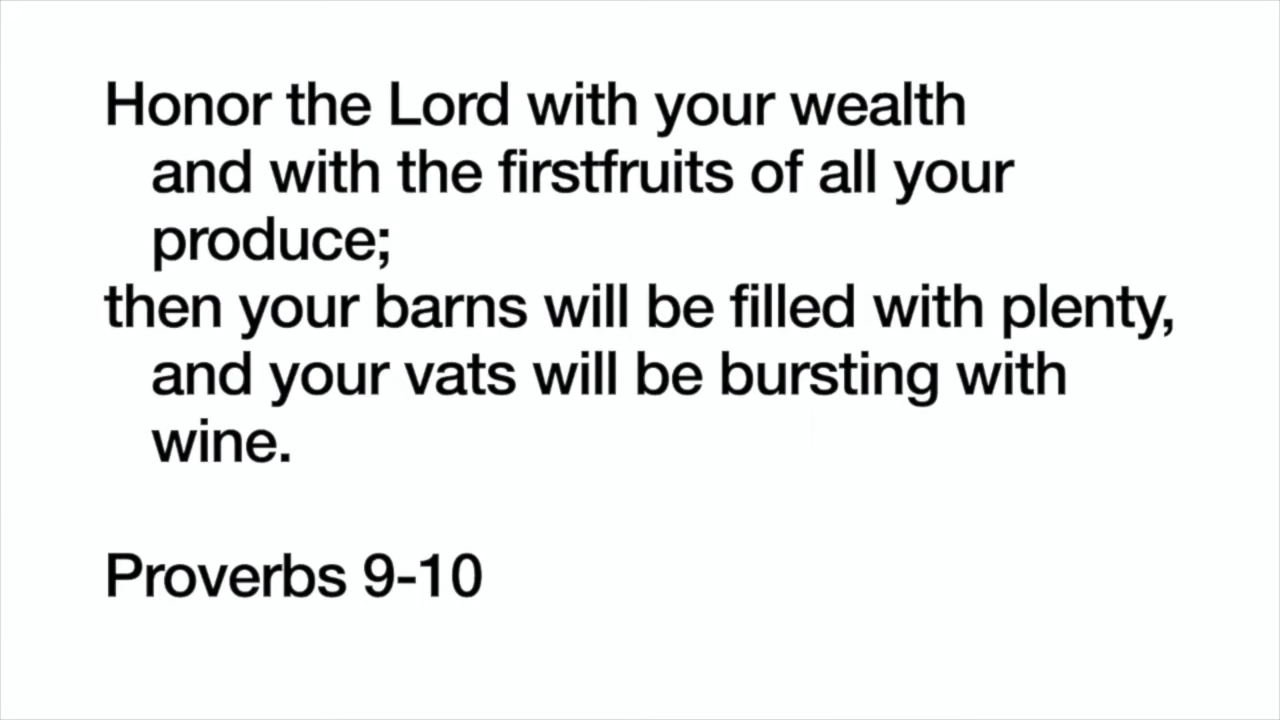 Honor the Lord with your wealth
and with the firstfruits of all your
produce;
then your barns will be filled with plenty,
and your vats will be bursting with
wine.
Proverbs 9-10